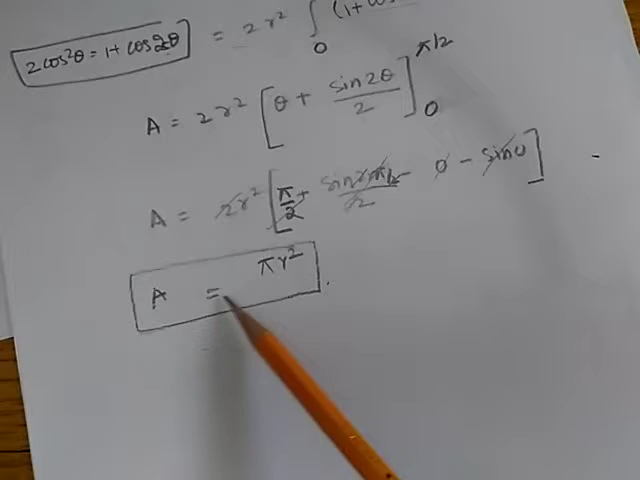 2cos²θ = 1 + cos2θ = 2r² ∫₀ (1 + cos
A = 2r² [θ + sin2θ/2]₀^π/2
A = 2r² [π/2 + sin2π/2/2 - 0 - sin0]
A = πr²